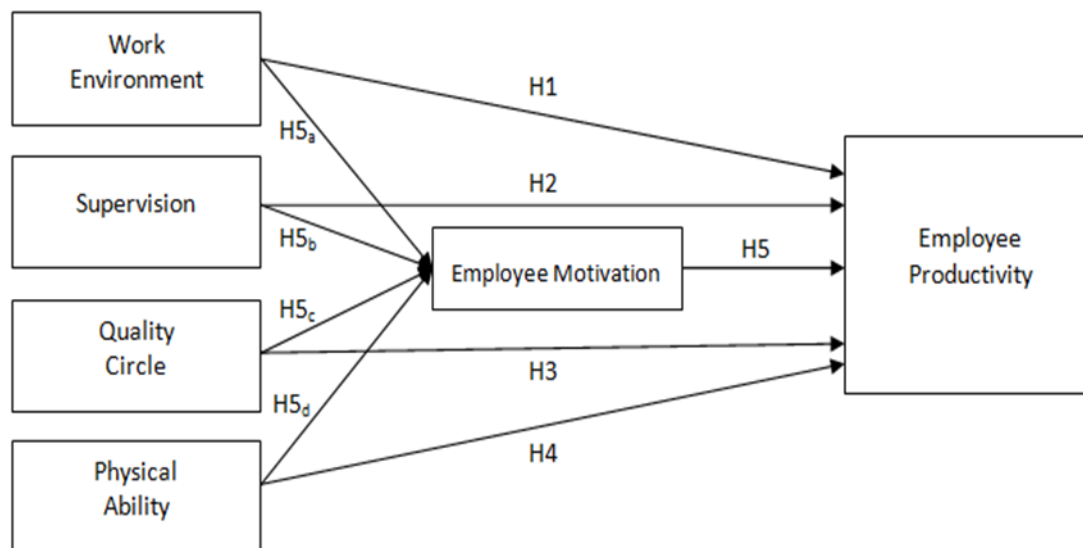 Work
Environment
H1
H5a
Supervision
H2
H5b
Employee Motivation
H5
Employee
Productivity
Quality
Circle
H5c
H3
H5d
Physical
Ability
H4